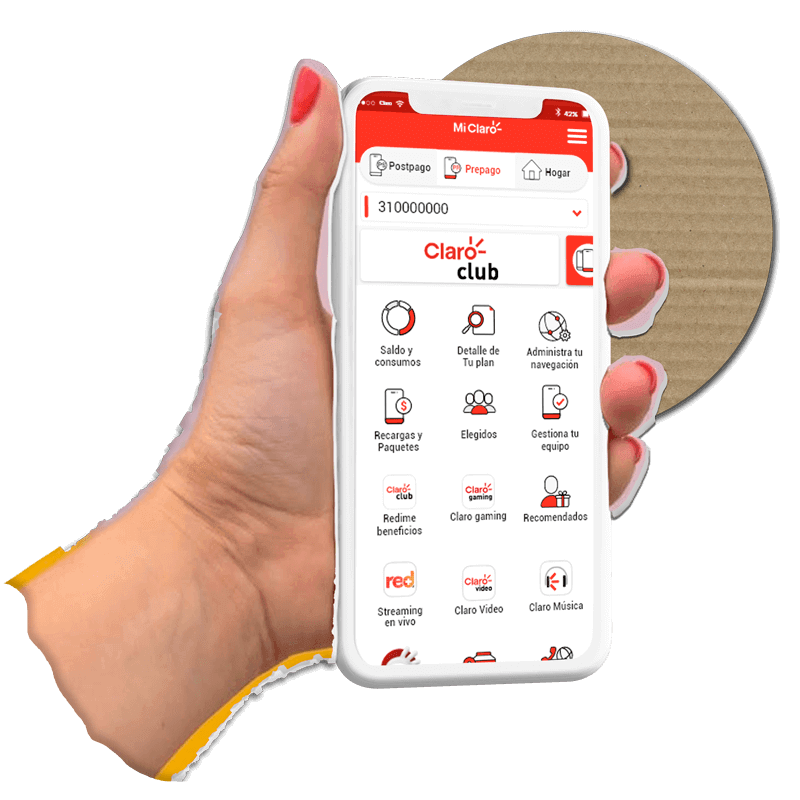 Claro
42%
Mi Claro
Postpago
Prepago
Hogar
310000000
Claro
club
Saldo y
consumos
Detalle de
Tu plan
Administra tu
navegación
$
Recargas y
Paquetes
Elegidos
Gestiona tu
equipo
Claro
club
Redime
beneficios
Claro
gaming
Claro gaming
Recomendados
red
Streaming
en vivo
Claro
video
Claro Video
Claro Música